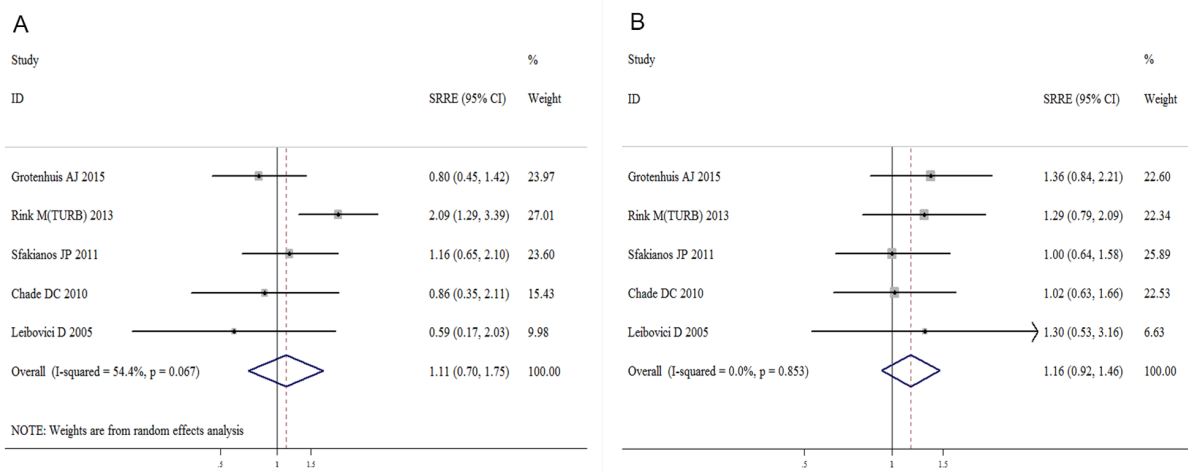 A
Study %
ID SRRE (95% CI) Weight
Grotenhuis AJ 2015 0.80 (0.45, 1.42) 23.97
Rink M(TURB) 2013 2.09 (1.29, 3.39) 27.01
Sfakianos JP 2011 1.16 (0.65, 2.10) 23.60
Chade DC 2010 0.86 (0.35, 2.11) 15.43
Leibovici D 2005 0.59 (0.17, 2.03) 9.98
Overall (I-squared = 54.4%, p = 0.067) 1.11 (0.70, 1.75) 100.00
NOTE: Weights are from random effects analysis
.5 1 1.5
B
Study %
ID SRRE (95% CI) Weight
Grotenhuis AJ 2015 1.36 (0.84, 2.21) 22.60
Rink M(TURB) 2013 1.29 (0.79, 2.09) 22.34
Sfakianos JP 2011 1.00 (0.64, 1.58) 25.89
Chade DC 2010 1.02 (0.63, 1.66) 22.53
Leibovici D 2005 1.30 (0.53, 3.16) 6.63
Overall (I-squared = 0.0%, p = 0.853) 1.16 (0.92, 1.46) 100.00
.5 1 1.5